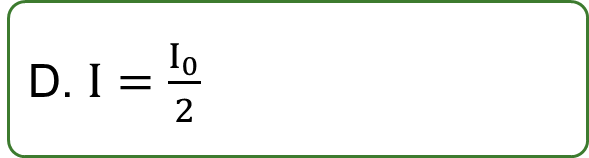 D. I = I₀/2